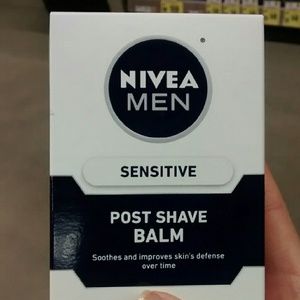 NIVEA
MEN
SENSITIVE
POST SHAVE
BALM
Soothes and improves skin's defense
over time